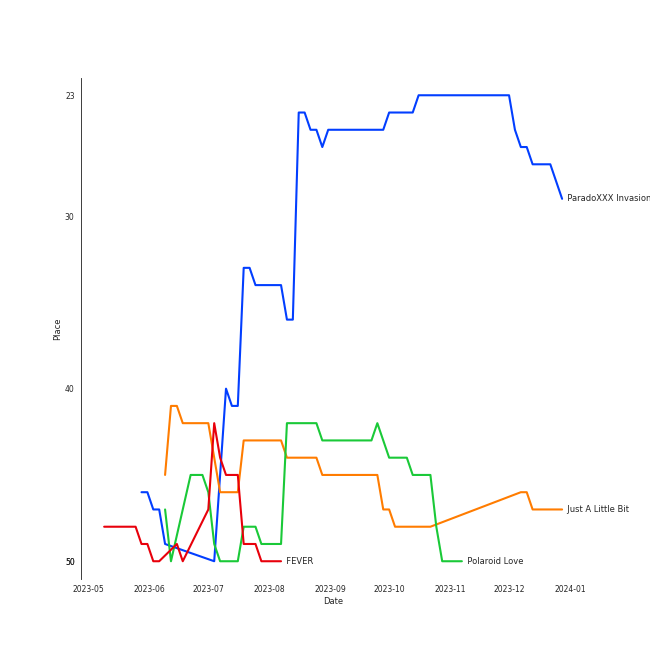 23
30
40
50
Place
ParadoXXX Invasion
Just A Little Bit
FEVER
Polaroid Love
2023-05 2023-06 2023-07 2023-08 2023-09 2023-10 2023-11 2023-12 2024-01
Date